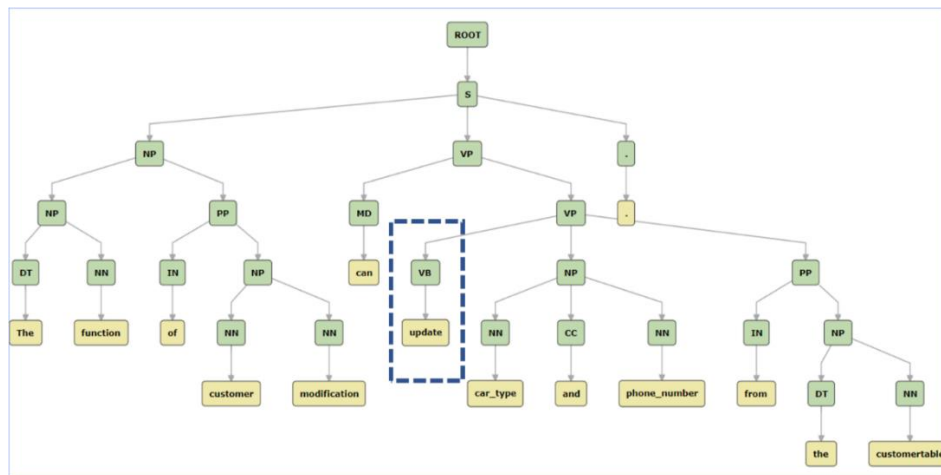 ROOT
S
NP VP .
NP PP MD VP .
DT NN IN NP can VB NP PP
The function of NN NN update NN CC NN IN NP
customer modification car_type and phone_number from DT NN
the customertable